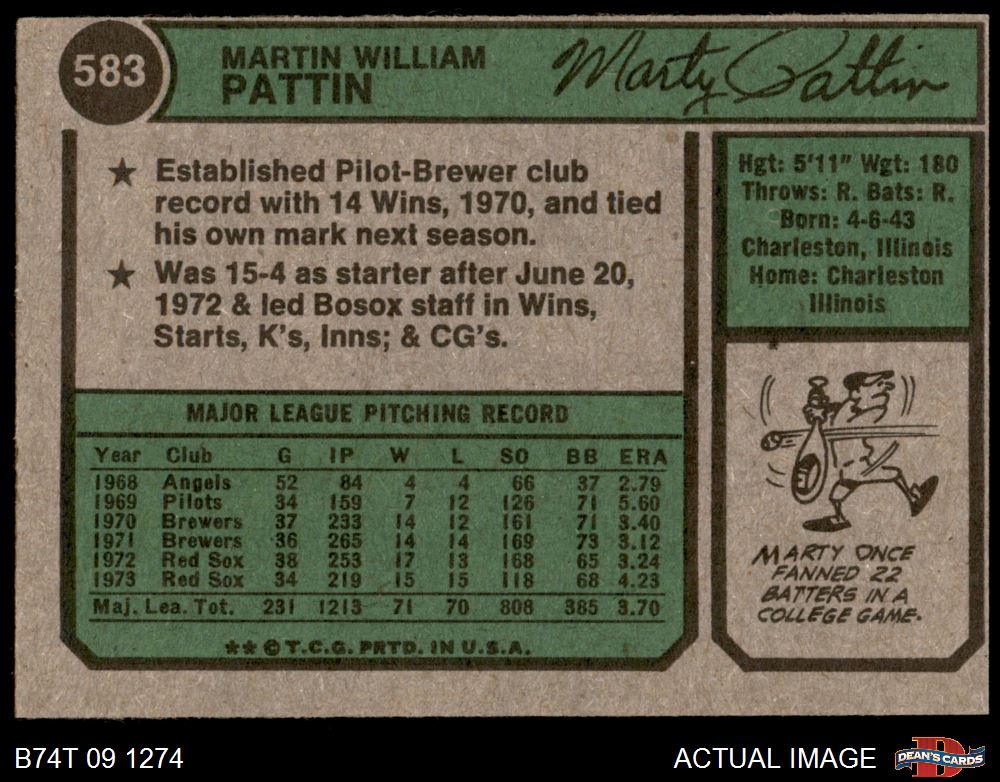 583
MARTIN WILLIAM
PATTIN
Marty Pattin
★ Established Pilot-Brewer club
record with 14 Wins, 1970, and tied
his own mark next season.
★ Was 15-4 as starter after June 20,
1972 & led Bosox staff in Wins,
Starts, K's, Inns; & CG's.
Hgt: 5'11" Wgt: 180
Throws: R. Bats: R.
Born: 4-6-43
Charleston, Illinois
Home: Charleston
Illinois
MAJOR LEAGUE PITCHING RECORD
Year Club G IP W L SO BB ERA
1968 Angels 52 84 4 4 66 37 2.79
1969 Pilots 34 159 7 12 126 71 5.60
1970 Brewers 37 233 14 12 161 71 3.40
1971 Brewers 36 265 14 14 169 73 3.12
1972 Red Sox 38 253 17 13 168 65 3.24
1973 Red Sox 34 219 15 15 118 68 4.23
Maj. Lea. Tot. 231 1213 71 70 808 385 3.70
**©T.C.G. PRTD. IN U.S.A.
MARTY ONCE
FANNED 22
BATTERS IN A
COLLEGE GAME.
B74T 09 1274
ACTUAL IMAGE
D
DEAN'S CARDS